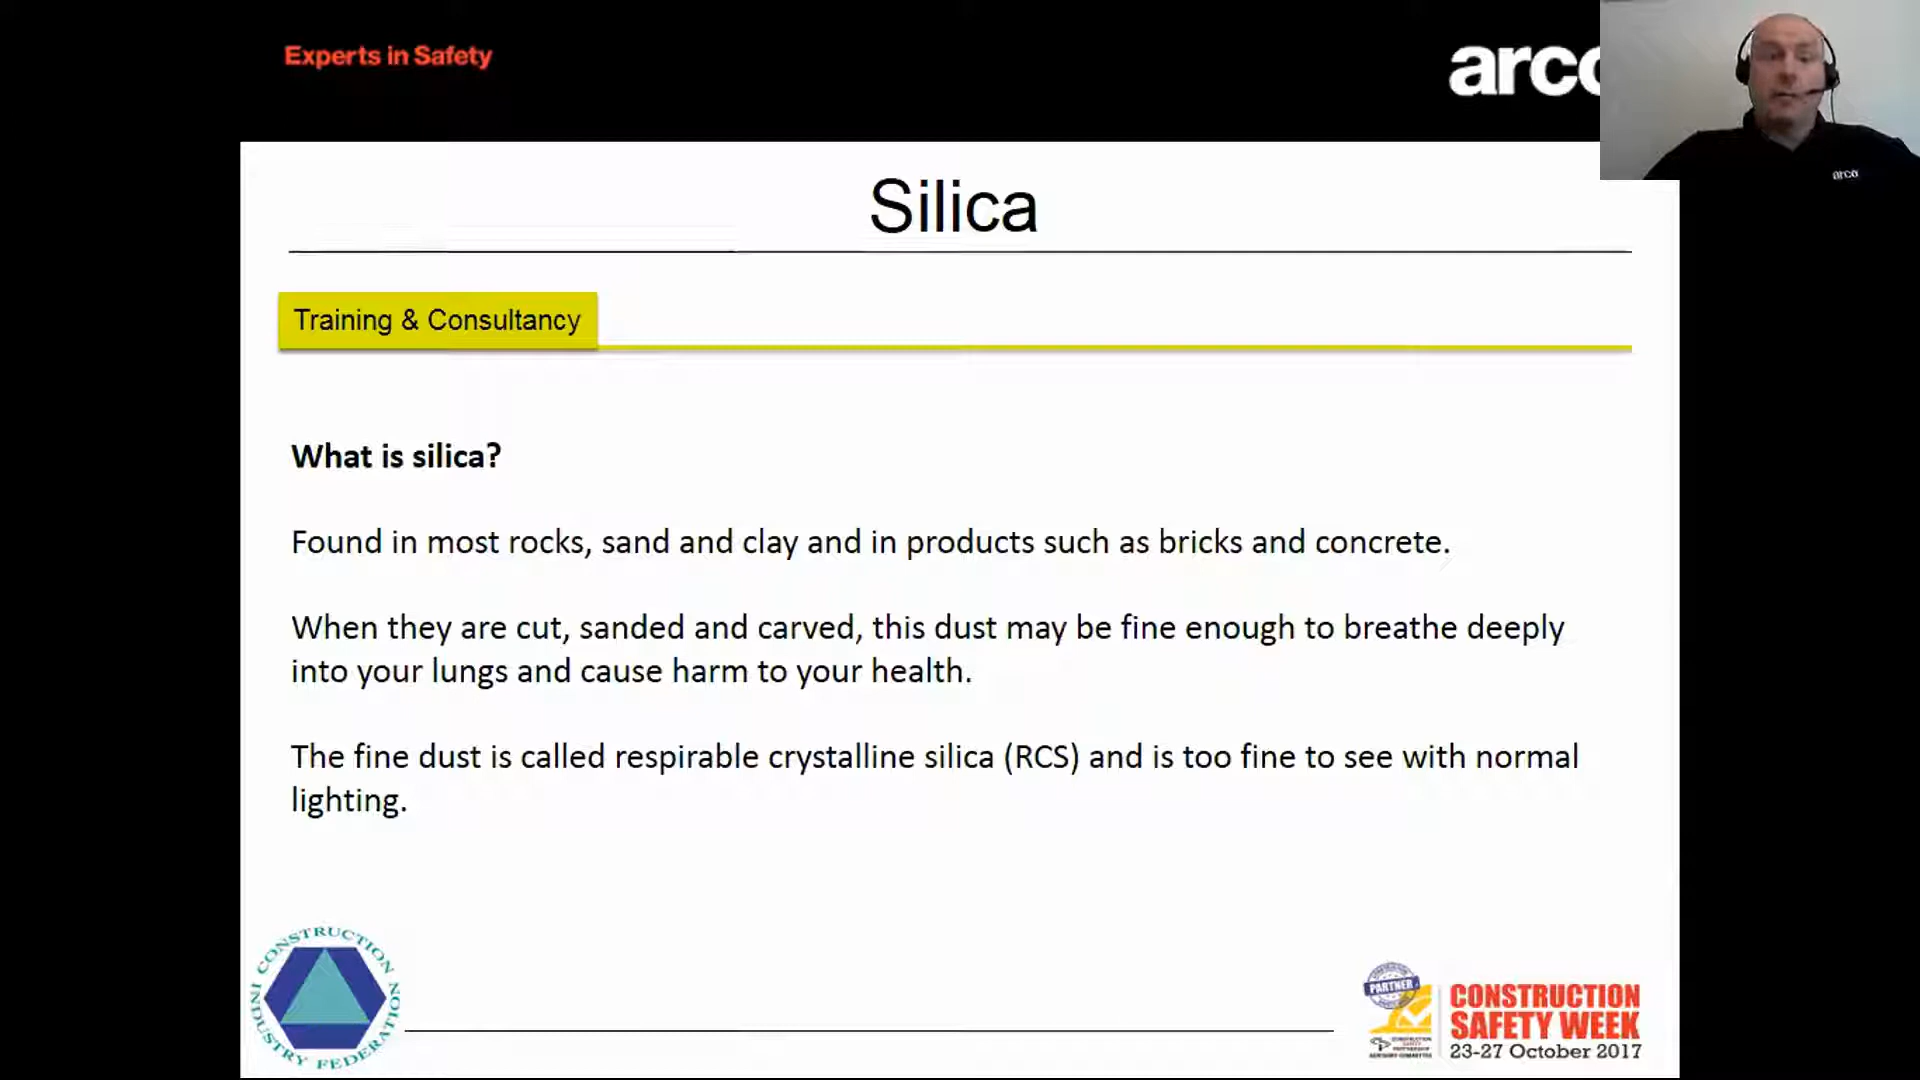 Experts in Safety
arco
arco
Silica
Training & Consultancy
What is silica?
Found in most rocks, sand and clay and in products such as bricks and concrete.
When they are cut, sanded and carved, this dust may be fine enough to breathe deeply
into your lungs and cause harm to your health.
The fine dust is called respirable crystalline silica (RCS) and is too fine to see with normal
lighting.
CONSTRUCTION
INDUSTRY FEDERATION
PARTNER
CONSTRUCTION
SAFETY WEEK
23-27 October 2017